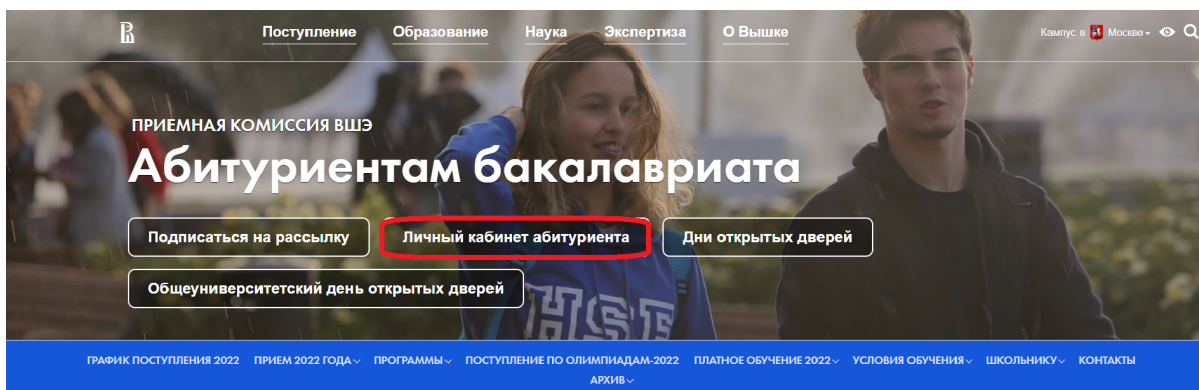 Поступление Образование Наука Экспертиза О Вышке Кампус в Москве
ПРИЕМНАЯ КОМИССИЯ ВШЭ
Абитуриентам бакалавриата
Подписаться на рассылку Личный кабинет абитуриента Дни открытых дверей
Общеуниверситетский день открытых дверей
HSE
ГРАФИК ПОСТУПЛЕНИЯ 2022 ПРИЕМ 2022 ГОДА ПРОГРАММЫ ПОСТУПЛЕНИЕ ПО ОЛИМПИАДАМ-2022 ПЛАТНОЕ ОБУЧЕНИЕ 2022 УСЛОВИЯ ОБУЧЕНИЯ ШКОЛЬНИКУ КОНТАКТЫ
АРХИВ